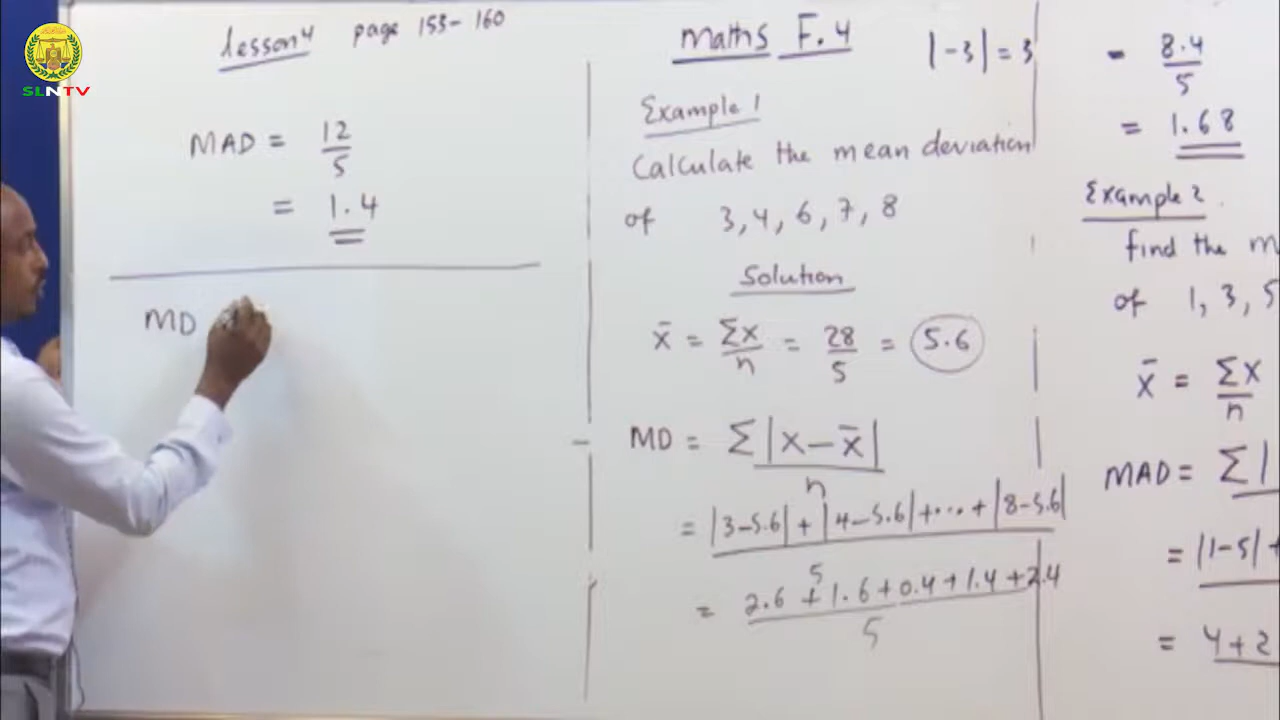 SLNTV
lesson 4 page 153-160
MAD = 12/5
= 1.4
MD
Maths F.4 |-3| = 3
Example 1
Calculate the mean deviation
of 3, 4, 6, 7, 8
Solution
x̄ = Σx/n = 28/5 = 5.6
MD = Σ|x-x̄|/n
= |3-5.6| + |4-5.6| + ... + |8-5.6| / 5
= 2.6 + 1.6 + 0.4 + 1.4 + 2.4 / 5
= 8.4/5
= 1.68
Example 2
find the m
of 1, 3, 5
x̄ = Σx/n
MAD = Σ|
= |1-5| +
= 4+2